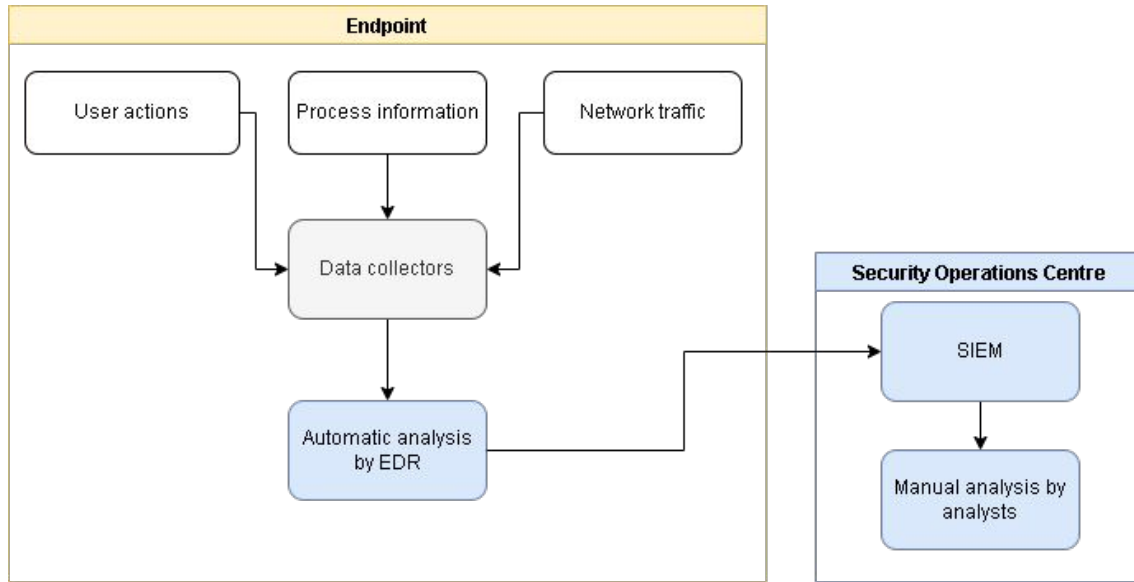 Endpoint
User actions
Process information
Network traffic
Data collectors
Automatic analysis
by EDR
Security Operations Centre
SIEM
Manual analysis by
analysts